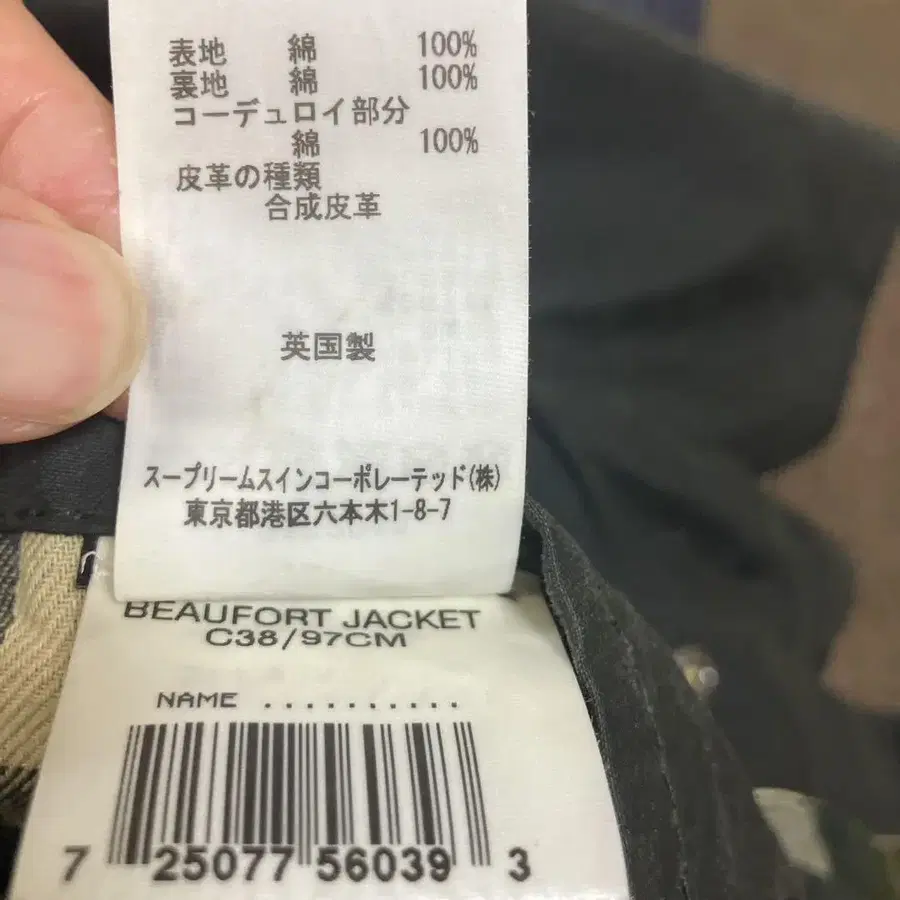 表地 綿 100%
裏地 綿 100%
コーデュロイ部分
綿 100%
皮革の種類
合成皮革
英国製
スープリームスインコーポレーテッド(株)
東京都港区六本木1-8-7
BEAUFORT JACKET
C38/97CM
NAME ..........
7 25077 56039 3